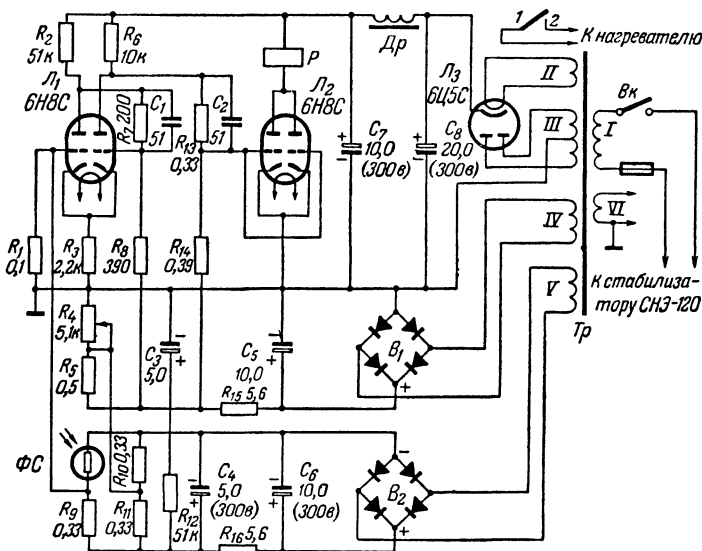 R2
51к
R6
10к
Л1
6Н8С
R7 200
C1
51
R13
0,33
C2
51
P
Л2
6Н8С
Др
C7
10,0
(300в)
Л3
6Ц5С
C8
20,0
(300в)
1
2
К нагревателю
II
III
IV
V
I
VI
Вк
К стабилиза-
тору СНЭ-120
Тр
R1
0,1
R3
2,2к
R8
390
R14
0,39
R4
5,1к
R5
0,5
C3
5,0
C5
10,0
R15 5,6
B1
ФС
R10 0,33
R9
0,33
R11
0,33
R12
51к
C4
5,0
(300в)
C6
10,0
(300в)
R16 5,6
B2